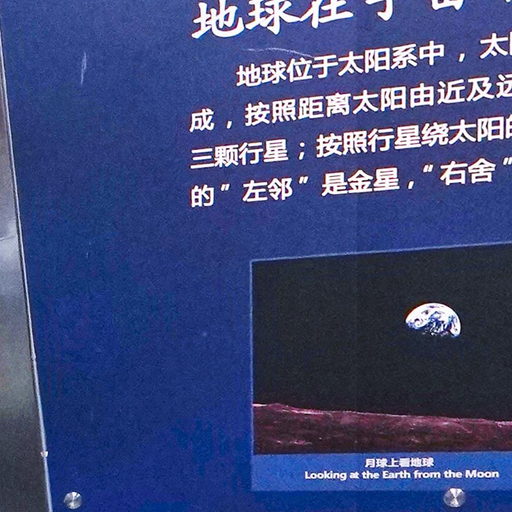 地球在宇宙
地球位于太阳系中，太
成，按照距离太阳由近及远
三颗行星；按照行星绕太阳的
的”左邻”是金星，“右舍”
月球上看地球
Looking at the Earth from the Moon